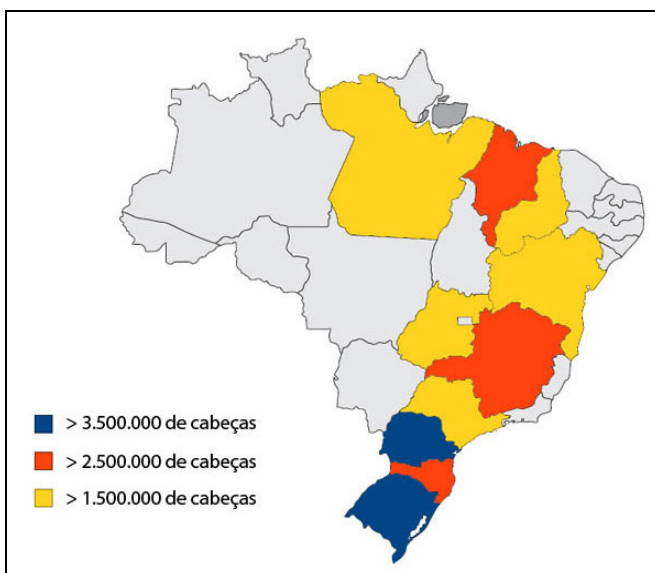 > 3.500.000 de cabeças
> 2.500.000 de cabeças
> 1.500.000 de cabeças